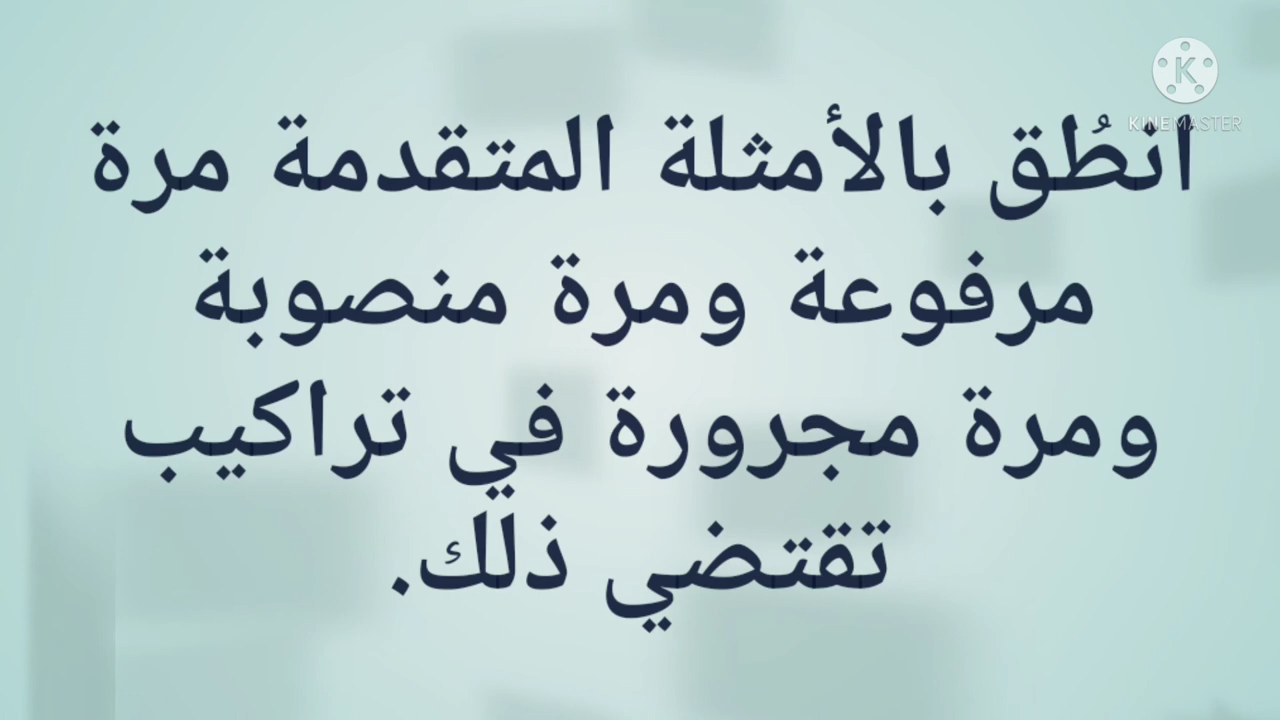 انطُق بالأمثلة المتقدمة مرة
مرفوعة ومرة منصوبة
ومرة مجرورة في تراكيب
تقتضي ذلك.
KINEMASTER